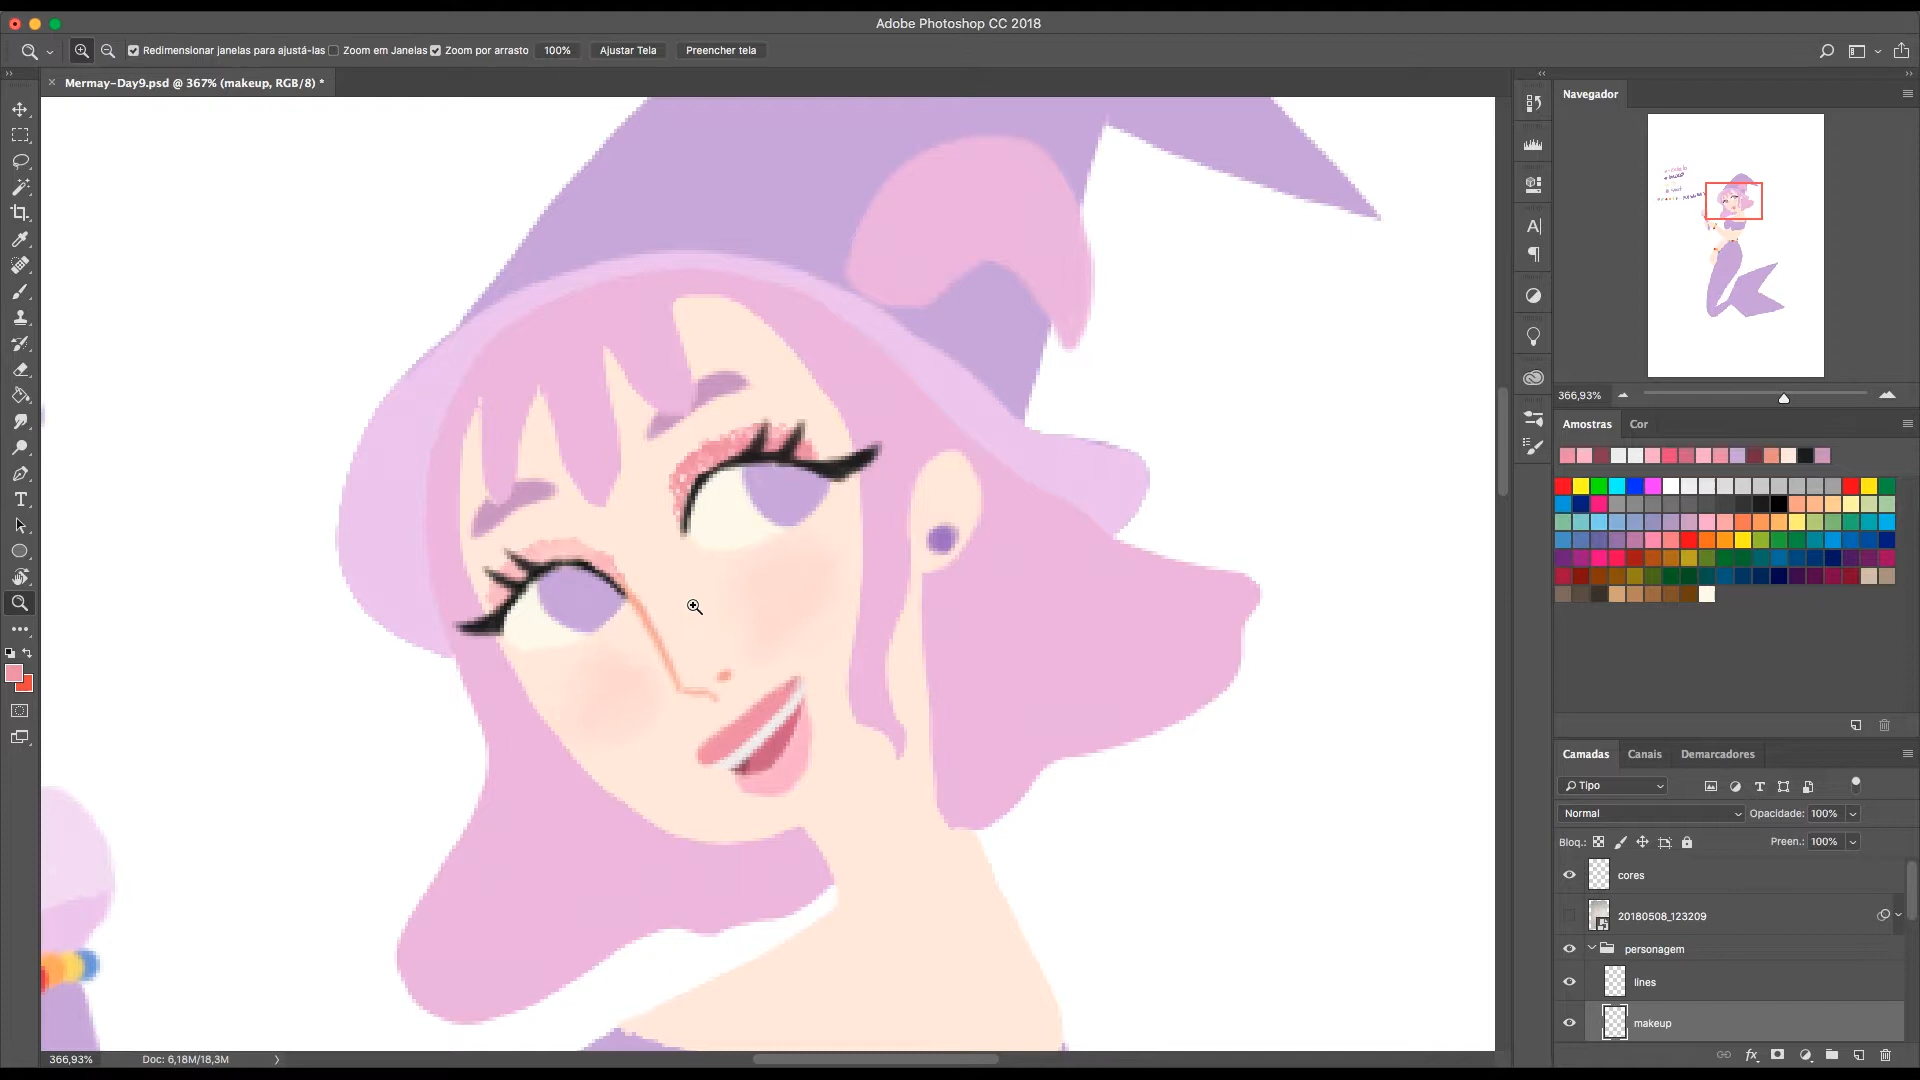 Adobe Photoshop CC 2018
Redimensionar janelas para ajustá-las Zoom em Janelas Zoom por arrasto 100% Ajustar Tela Preencher tela
Mermay-Day9.psd @ 367% (makeup, RGB/8) *
Navegador
366,93%
Amostras Cor
Camadas Canais Demarcadores
Tipo
Normal Opacidade: 100%
Bloq.: Preen.: 100%
cores
20180508_123209
personagem
lines
makeup
fx
366,93% Doc: 6,18M/18,3M